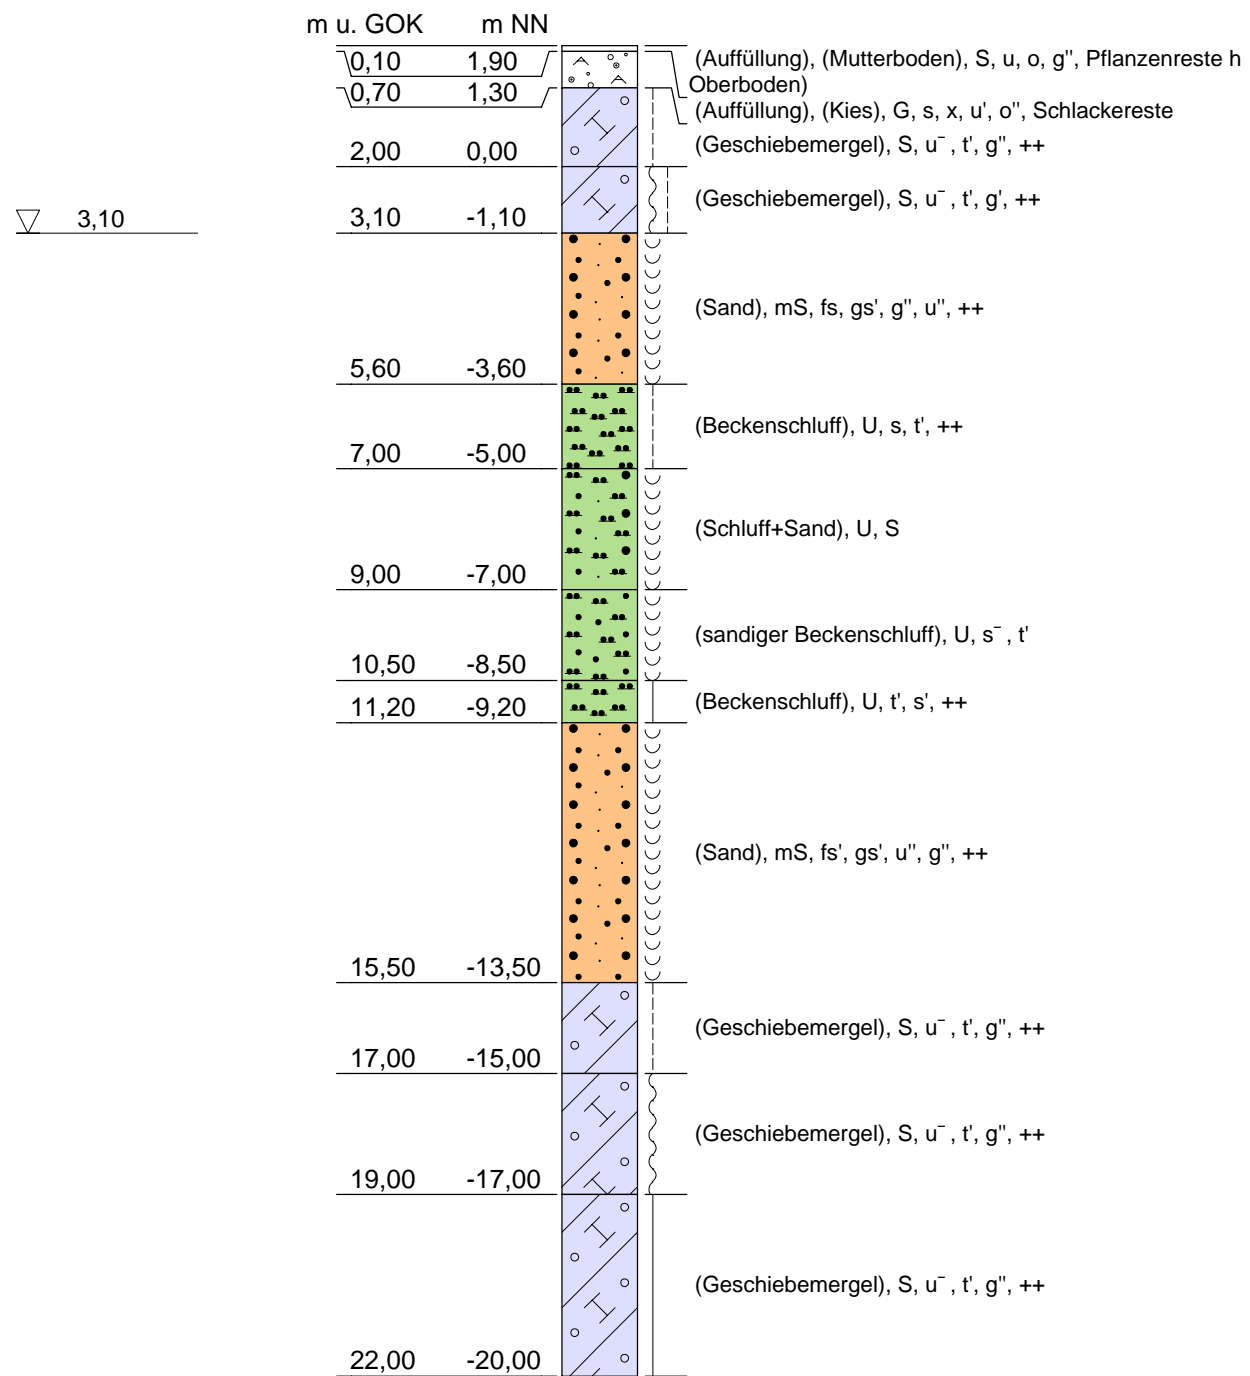 m u. GOK m NN
0,10 1,90 (Auffüllung), (Mutterboden), S, u, o, g'', Pflanzenreste h
Oberboden)
0,70 1,30 (Auffüllung), (Kies), G, s, x, u', o'', Schlackereste
2,00 0,00 (Geschiebemergel), S, u¯, t', g'', ++
(Geschiebemergel), S, u¯, t', g', ++
3,10 3,10 -1,10
(Sand), mS, fs, gs', g'', u'', ++
5,60 -3,60
(Beckenschluff), U, s, t', ++
7,00 -5,00
(Schluff+Sand), U, S
9,00 -7,00
(sandiger Beckenschluff), U, s¯, t'
10,50 -8,50
11,20 -9,20 (Beckenschluff), U, t', s', ++
(Sand), mS, fs', gs', u'', g'', ++
15,50 -13,50
(Geschiebemergel), S, u¯, t', g'', ++
17,00 -15,00
(Geschiebemergel), S, u¯, t', g'', ++
19,00 -17,00
(Geschiebemergel), S, u¯, t', g'', ++
22,00 -20,00